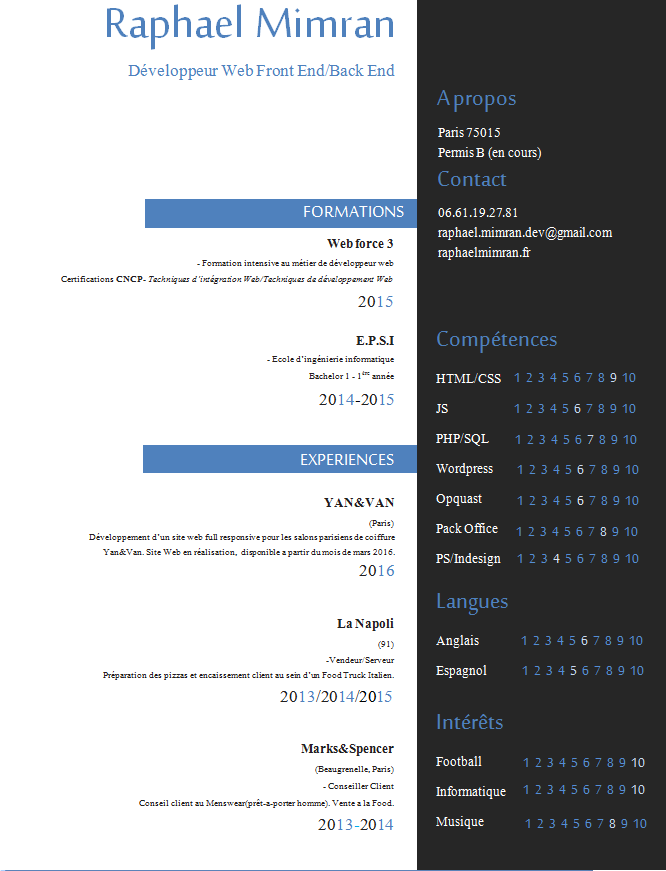 Raphael Mimran
Développeur Web Front End/Back End
FORMATIONS
Web force 3
- Formation intensive au métier de développeur web
Certifications CNCP- Techniques d'intégration Web/Techniques de développement Web
2015
E.P.S.I
- Ecole d'ingénierie informatique
Bachelor 1 - 1ère année
2014-2015
EXPERIENCES
YAN&VAN
(Paris)
Développement d'un site web full responsive pour les salons parisiens de coiffure
Yan&Van. Site Web en réalisation, disponible a partir du mois de mars 2016.
2016
La Napoli
(91)
-Vendeur/Serveur
Préparation des pizzas et encaissement client au sein d'un Food Truck Italien.
2013/2014/2015
Marks&Spencer
(Beaugrenelle, Paris)
- Conseiller Client
Conseil client au Menswear(prêt-a-porter homme). Vente a la Food.
2013-2014
A propos
Paris 75015
Permis B (en cours)
Contact
06.61.19.27.81
raphael.mimran.dev@gmail.com
raphaelmimran.fr
Compétences
HTML/CSS 1 2 3 4 5 6 7 8 9 10
JS 1 2 3 4 5 6 7 8 9 10
PHP/SQL 1 2 3 4 5 6 7 8 9 10
Wordpress 1 2 3 4 5 6 7 8 9 10
Opquast 1 2 3 4 5 6 7 8 9 10
Pack Office 1 2 3 4 5 6 7 8 9 10
PS/Indesign 1 2 3 4 5 6 7 8 9 10
Langues
Anglais 1 2 3 4 5 6 7 8 9 10
Espagnol 1 2 3 4 5 6 7 8 9 10
Intérêts
Football 1 2 3 4 5 6 7 8 9 10
Informatique 1 2 3 4 5 6 7 8 9 10
Musique 1 2 3 4 5 6 7 8 9 10